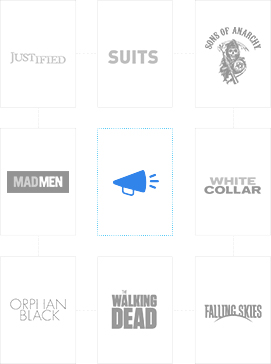 JUSTIFIED
SUITS
SONS OF ANARCHY
MADMEN
WHITE
COLLAR
ORPHAN
BLACK
THE
WALKING
DEAD
FALLING SKIES